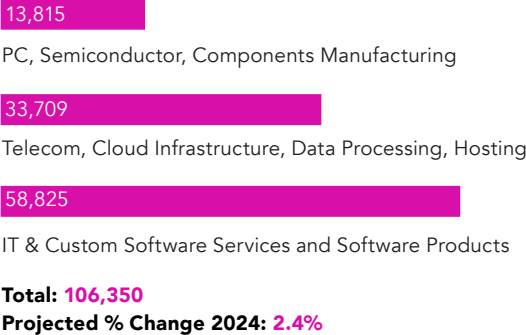 13,815
PC, Semiconductor, Components Manufacturing
33,709
Telecom, Cloud Infrastructure, Data Processing, Hosting
58,825
IT & Custom Software Services and Software Products
Total: 106,350
Projected % Change 2024: 2.4%